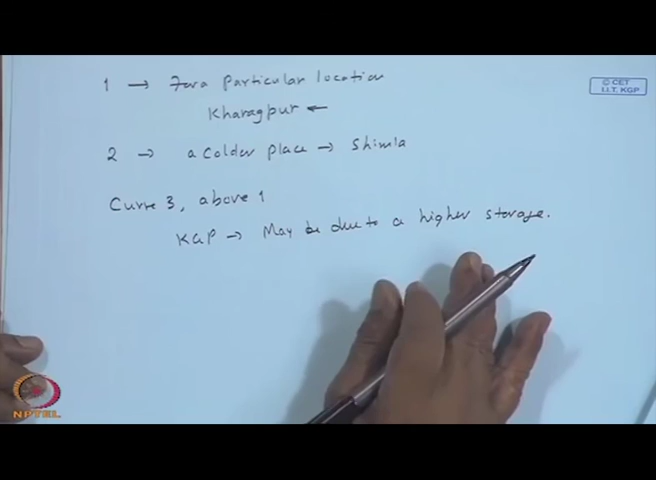 1 → For a particular location
Kharagpur ←
2 → a colder place → Shimla
Curve 3, above 1
KGP → May be due to a higher storage.
© CET
I.I.T. KGP
NPTEL